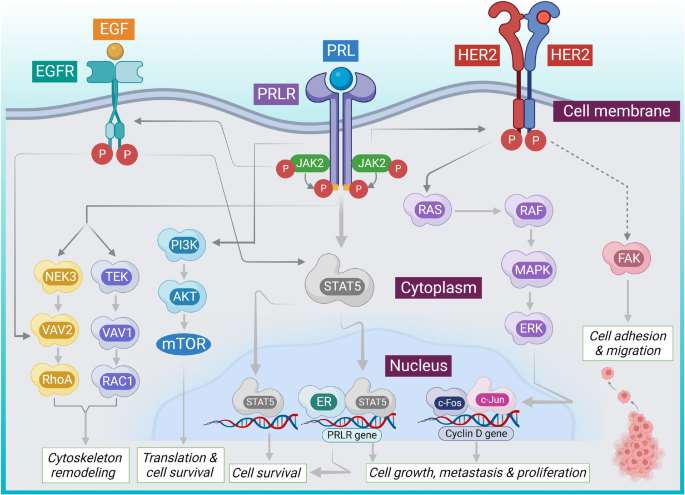 EGF
EGFR
PRL
PRLR
HER2
HER2
Cell membrane
P
P
P
JAK2
JAK2
P
P
P
P
P
RAS
RAF
NEK3
TEK
PI3K
STAT5
Cytoplasm
MAPK
FAK
AKT
VAV2
VAV1
mTOR
ERK
Cell adhesion
& migration
Nucleus
RhoA
RAC1
STAT5
ER
STAT5
c-Fos
c-Jun
PRLR gene
Cyclin D gene
Cytoskeleton
remodeling
Translation &
cell survival
Cell survival
Cell growth, metastasis & proliferation